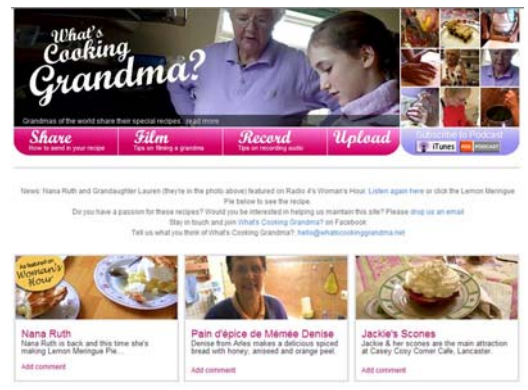 What's
Cooking
Grandma?
Grandmas of the world share their special recipes read more
Share
How to send in your recipe
Film
Tips on filming a grandma
Record
Tips on recording audio
Upload
Subscribe to Podcast
iTunes
RSS PODCAST
News: Nana Ruth and Grandaughter Lauren (they're in the photo above) featured on Radio 4's Woman's Hour. Listen again here or click the Lemon Meringue
Pie below to see the recipe.
Do you have a passion for these recipes? Would you be interested in helping us maintain this site? Please drop us an email
Stay in touch and join What's Cooking Grandma? on Facebook
Tell us what you think of What's Cooking Grandma?: hello@whatscookinggrandma.net
As featured on
Woman's
Hour
Nana Ruth
Nana Ruth is back and this time she's
making Lemon Meringue Pie...
Add comment
Pain d'épice de Mémée Denise
Denise from Arles makes a delicious spiced
bread with honey, aniseed and orange peel.
Add comment
Jackie's Scones
Jackie & her scones are the main attraction
at Casey Cosy Corner Cafe, Lancaster.
Add comment